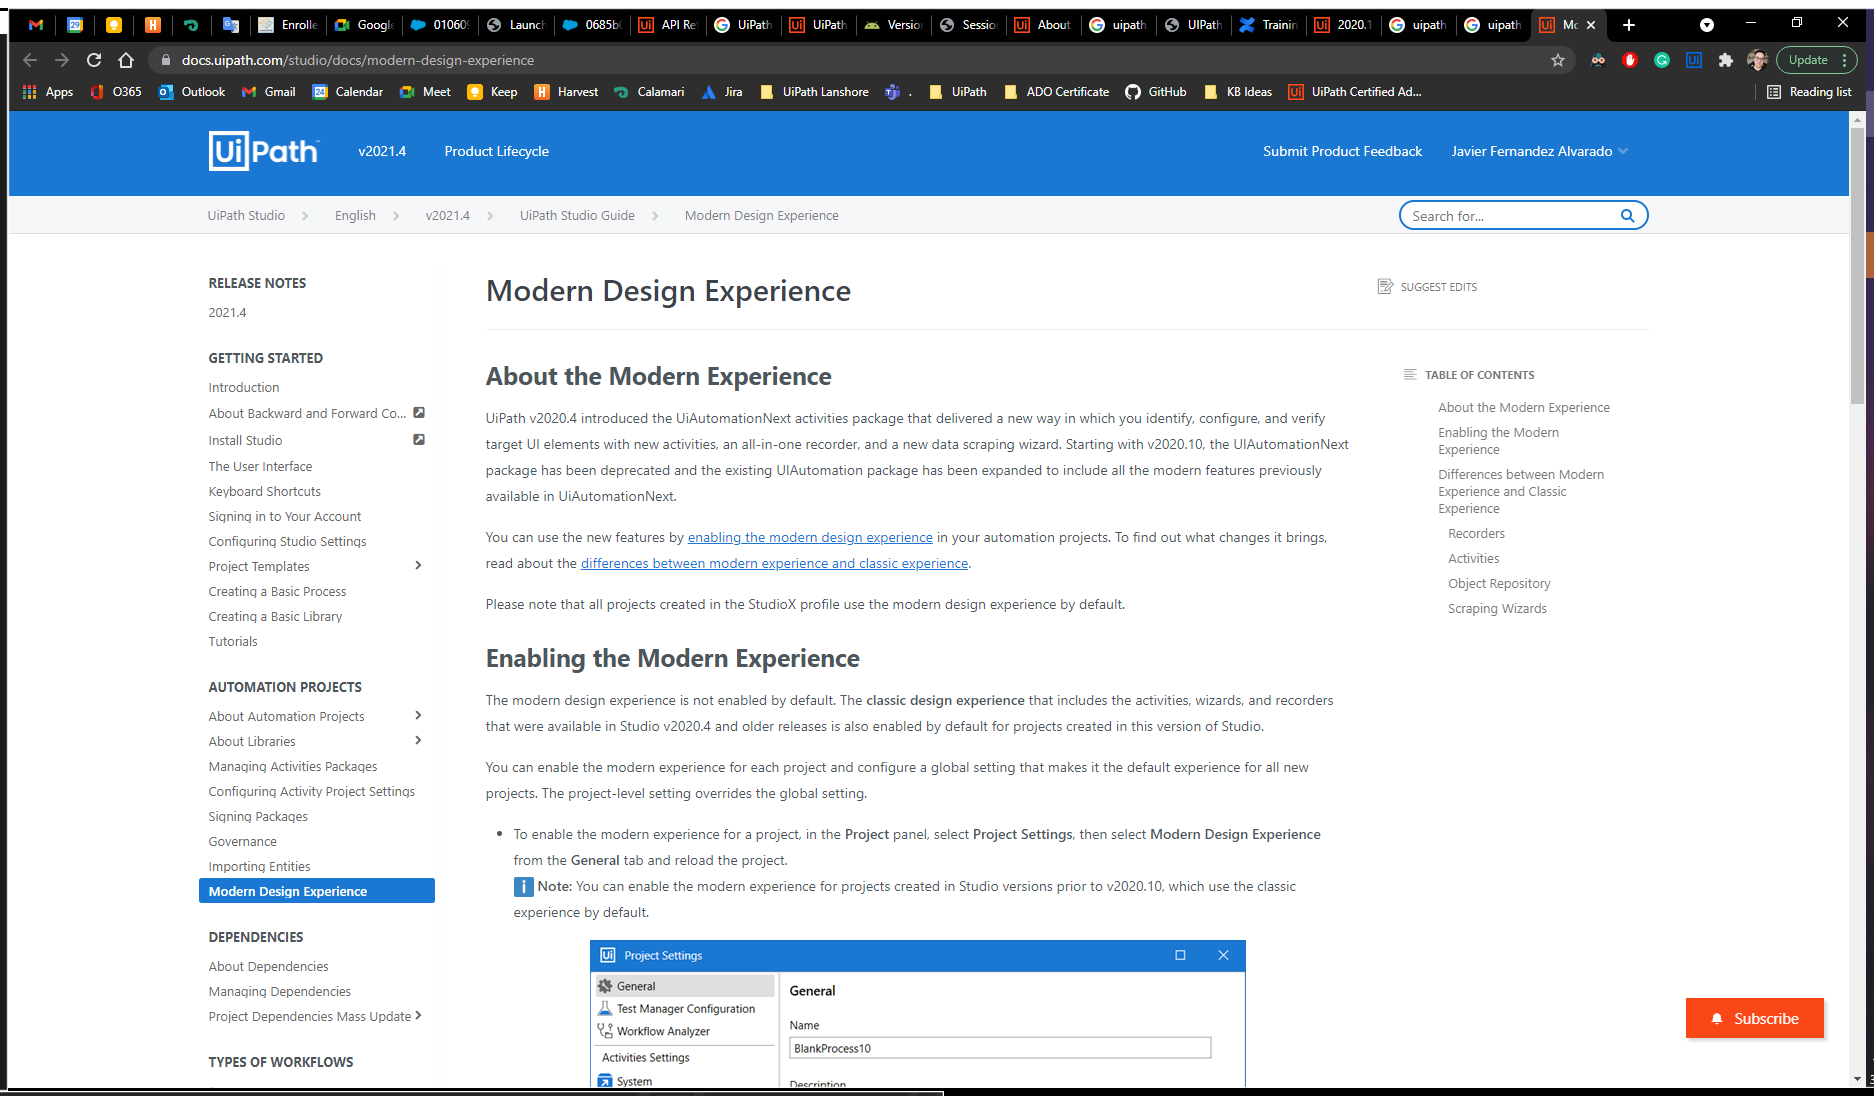 29
Enrolle
Google
010609
Launch
0685b
API Re
UiPath
UiPath
Versio
Sessio
About
uipath
UIPath
Trainin
2020.1
uipath
uipath
Mc
docs.uipath.com/studio/docs/modern-design-experience
Update
Apps
O365
Outlook
Gmail
24
Calendar
Meet
Keep
Harvest
Calamari
Jira
UiPath Lanshore
.
UiPath
ADO Certificate
GitHub
KB Ideas
UiPath Certified Ad...
Reading list
UiPath
v2021.4
Product Lifecycle
Submit Product Feedback
Javier Fernandez Alvarado
UiPath Studio
English
v2021.4
UiPath Studio Guide
Modern Design Experience
Search for...
RELEASE NOTES
2021.4
GETTING STARTED
Introduction
About Backward and Forward Co...
Install Studio
The User Interface
Keyboard Shortcuts
Signing in to Your Account
Configuring Studio Settings
Project Templates
Creating a Basic Process
Creating a Basic Library
Tutorials
AUTOMATION PROJECTS
About Automation Projects
About Libraries
Managing Activities Packages
Configuring Activity Project Settings
Signing Packages
Governance
Importing Entities
Modern Design Experience
DEPENDENCIES
About Dependencies
Managing Dependencies
Project Dependencies Mass Update
TYPES OF WORKFLOWS
Modern Design Experience
SUGGEST EDITS
About the Modern Experience
UiPath v2020.4 introduced the UiAutomationNext activities package that delivered a new way in which you identify, configure, and verify
target UI elements with new activities, an all-in-one recorder, and a new data scraping wizard. Starting with v2020.10, the UIAutomationNext
package has been deprecated and the existing UIAutomation package has been expanded to include all the modern features previously
available in UiAutomationNext.
You can use the new features by enabling the modern design experience in your automation projects. To find out what changes it brings,
read about the differences between modern experience and classic experience.
Please note that all projects created in the StudioX profile use the modern design experience by default.
Enabling the Modern Experience
The modern design experience is not enabled by default. The classic design experience that includes the activities, wizards, and recorders
that were available in Studio v2020.4 and older releases is also enabled by default for projects created in this version of Studio.
You can enable the modern experience for each project and configure a global setting that makes it the default experience for all new
projects. The project-level setting overrides the global setting.
• To enable the modern experience for a project, in the Project panel, select Project Settings, then select Modern Design Experience
from the General tab and reload the project.
Note: You can enable the modern experience for projects created in Studio versions prior to v2020.10, which use the classic
experience by default.
Project Settings
General
Test Manager Configuration
Workflow Analyzer
Activities Settings
System
General
Name
BlankProcess10
Description
TABLE OF CONTENTS
About the Modern Experience
Enabling the Modern
Experience
Differences between Modern
Experience and Classic
Experience
Recorders
Activities
Object Repository
Scraping Wizards
Subscribe